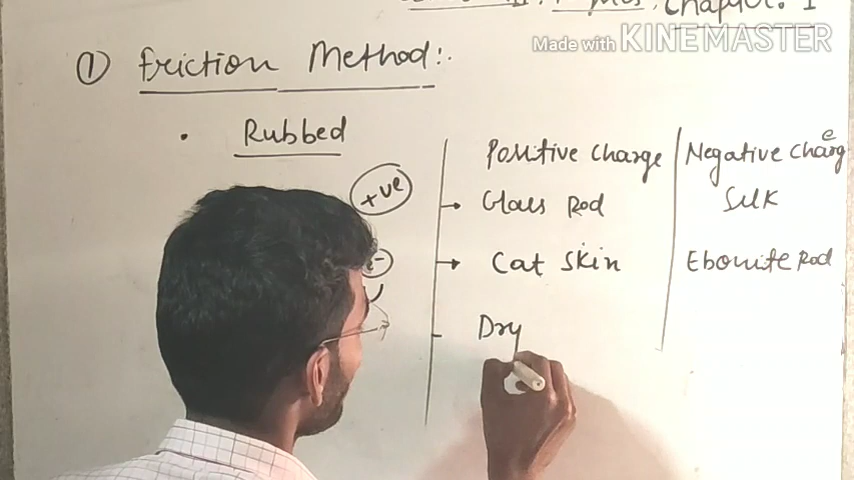 Chapter. 1
Made with KINEMASTER
① Friction Method:.
• Rubbed
Positive Charge Negative Charge
+ve
→ Glass Rod Silk
e-
→ Cat Skin Ebonite Rod
- Dry